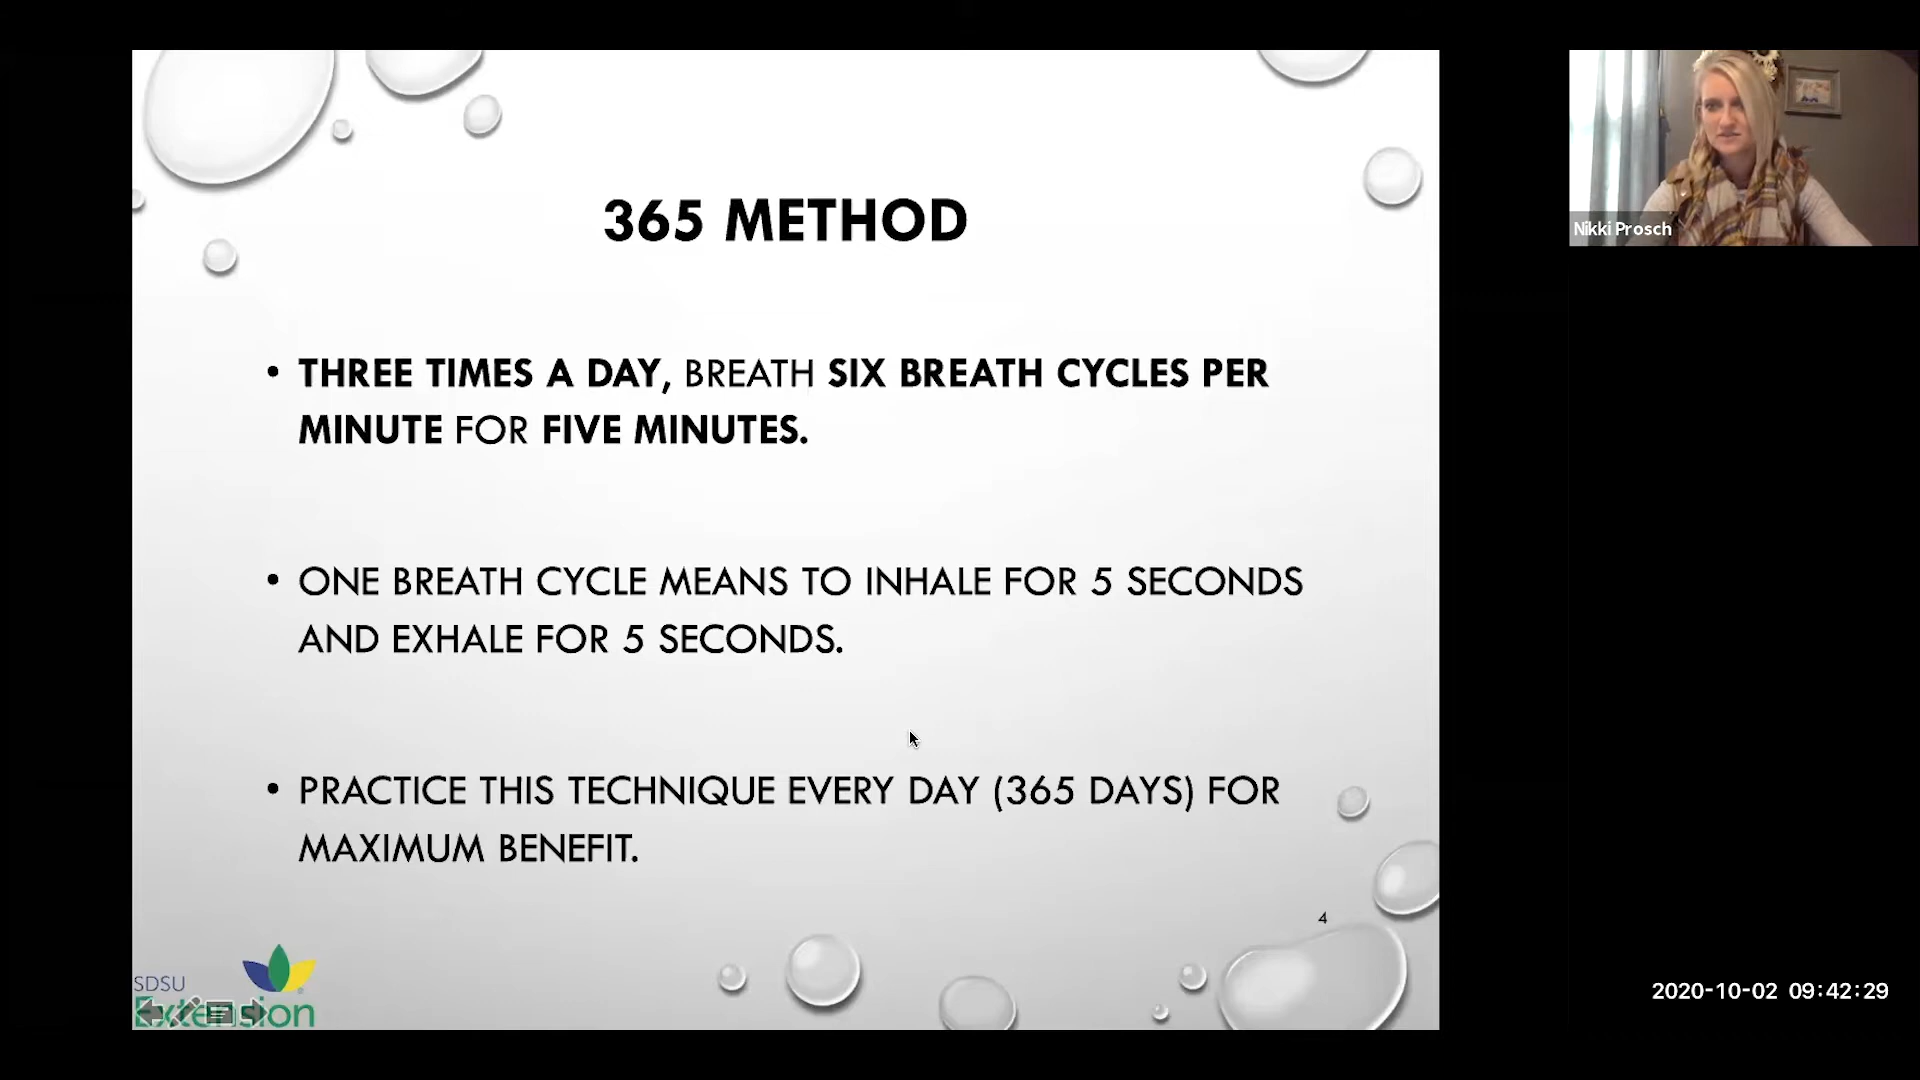 365 METHOD
• THREE TIMES A DAY, BREATH SIX BREATH CYCLES PER
MINUTE FOR FIVE MINUTES.
• ONE BREATH CYCLE MEANS TO INHALE FOR 5 SECONDS
AND EXHALE FOR 5 SECONDS.
• PRACTICE THIS TECHNIQUE EVERY DAY (365 DAYS) FOR
MAXIMUM BENEFIT.
4
SDSU
Extension
Nikki Prosch
2020-10-02 09:42:29